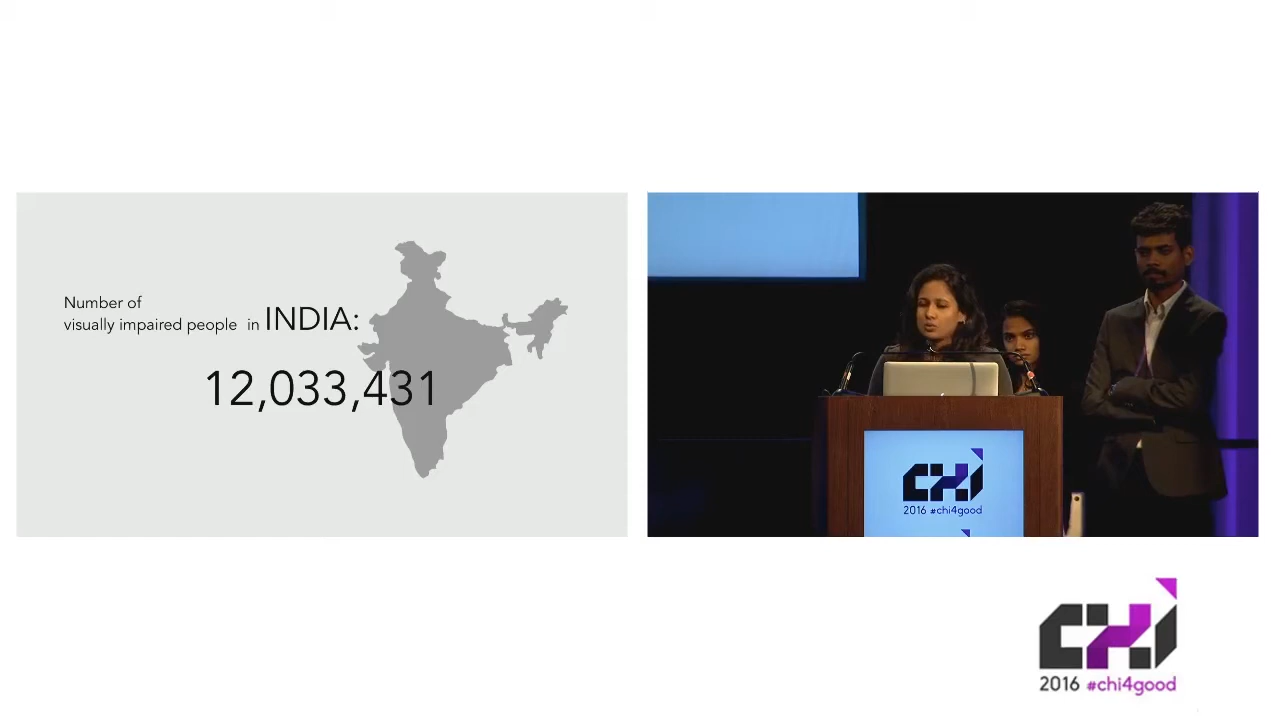 Number of
visually impaired people in INDIA:
12,033,431
CHI
2016 #chi4good
CHI
2016 #chi4good